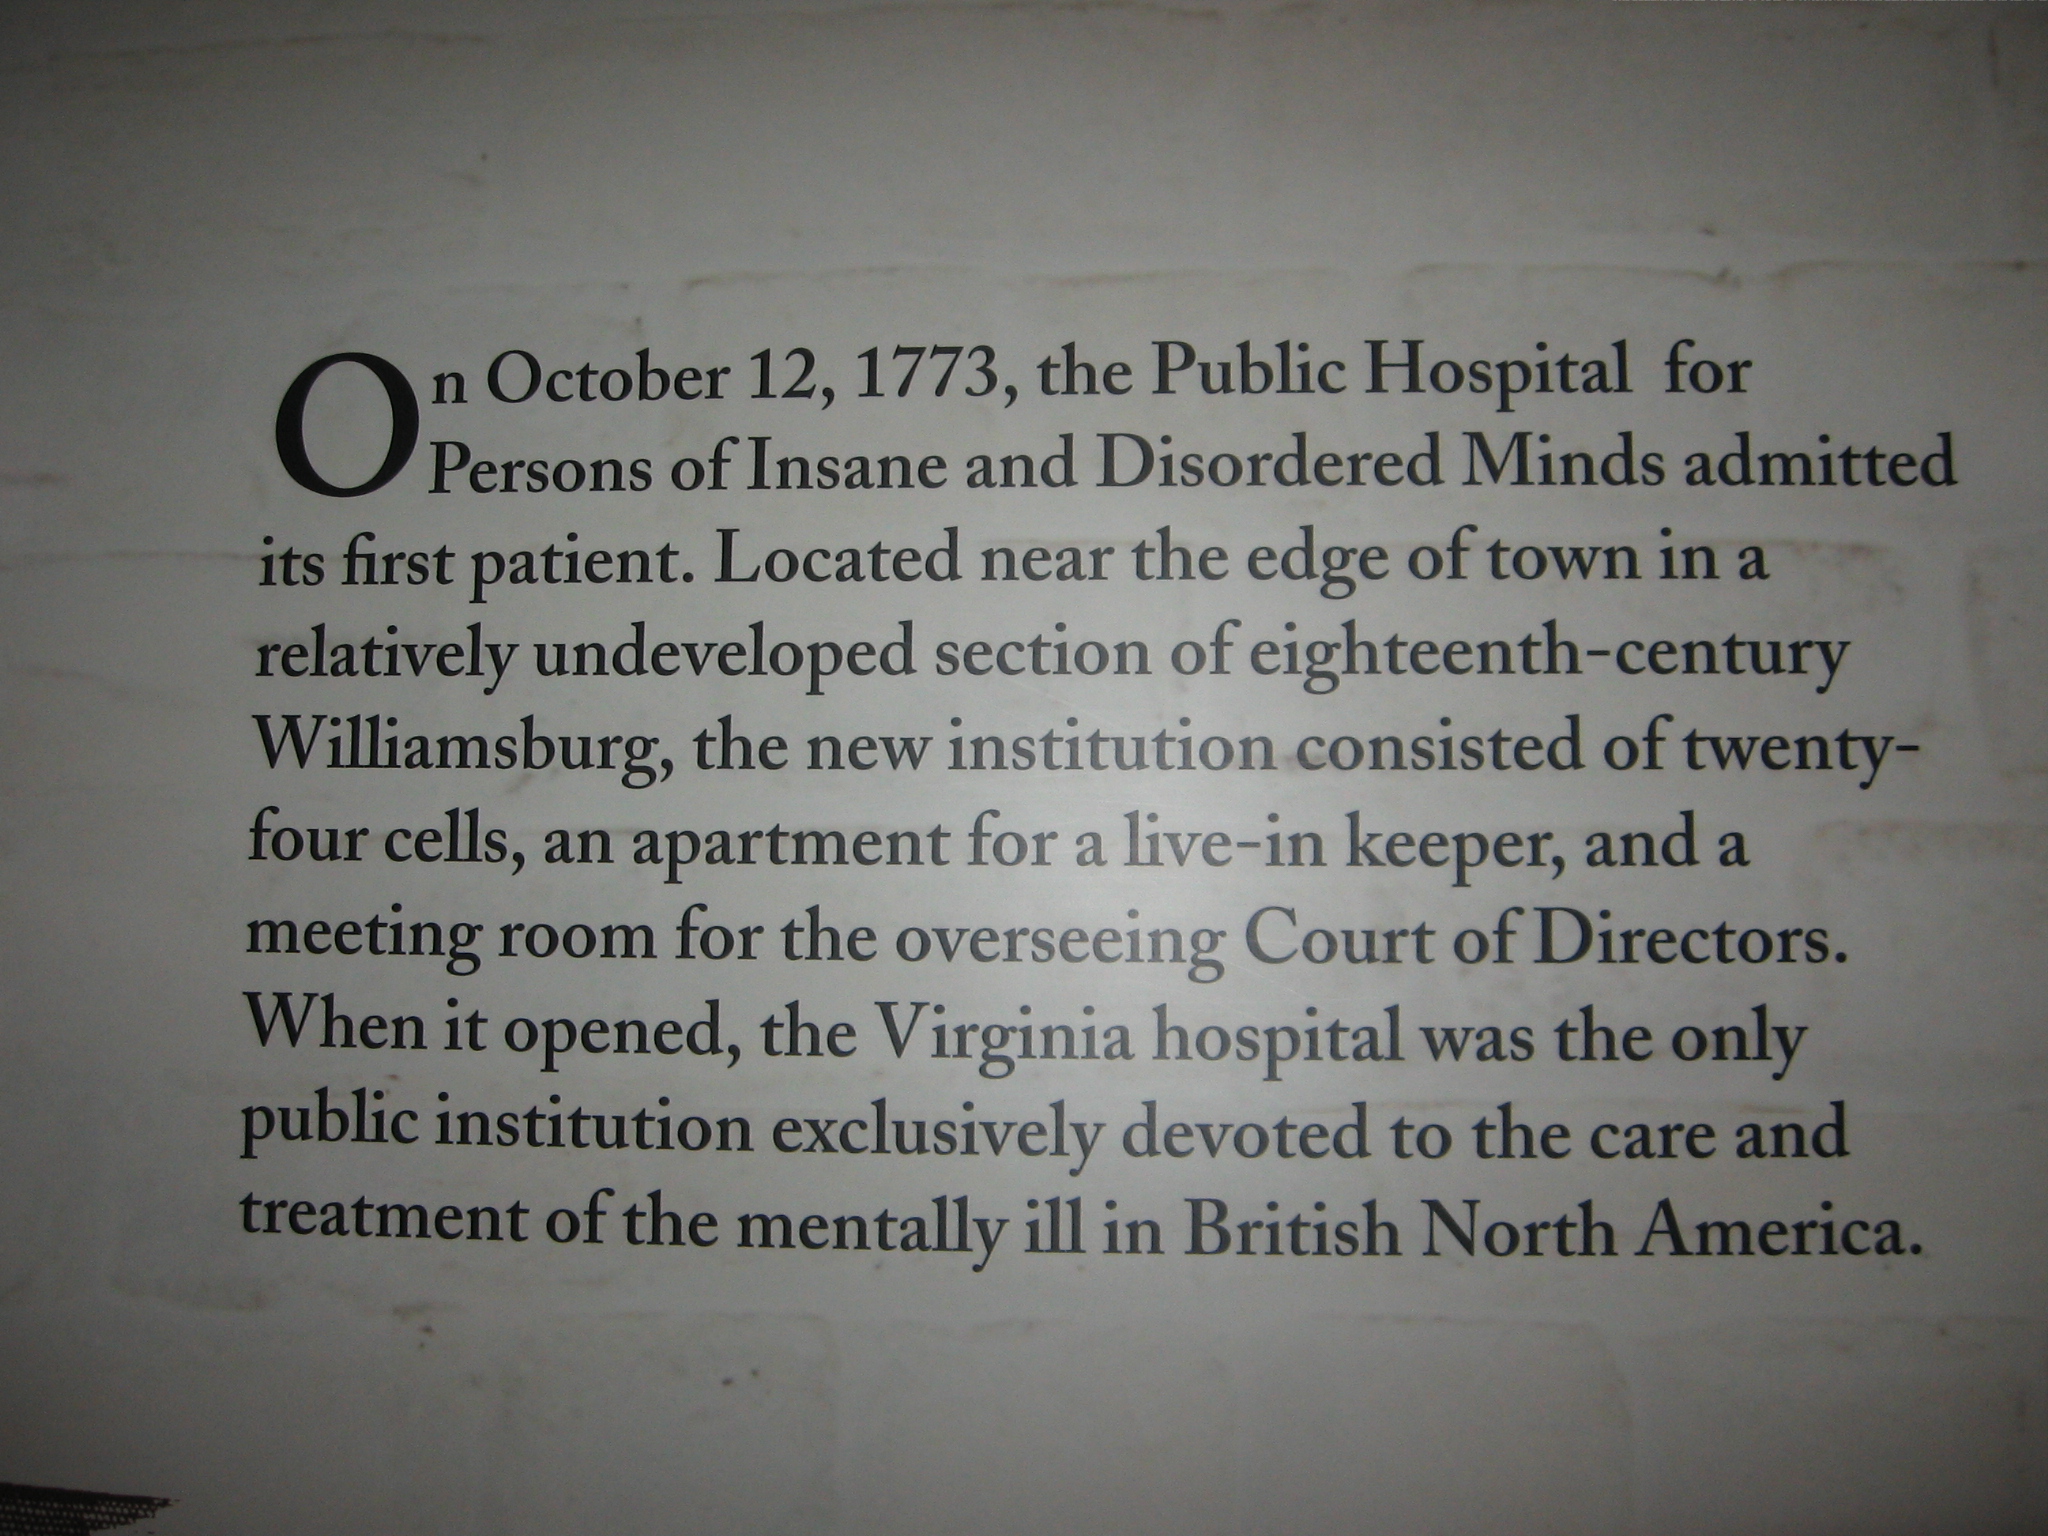 On October 12, 1773, the Public Hospital for
Persons of Insane and Disordered Minds admitted
its first patient. Located near the edge of town in a
relatively undeveloped section of eighteenth-century
Williamsburg, the new institution consisted of twenty-
four cells, an apartment for a live-in keeper, and a
meeting room for the overseeing Court of Directors.
When it opened, the Virginia hospital was the only
public institution exclusively devoted to the care and
treatment of the mentally ill in British North America.